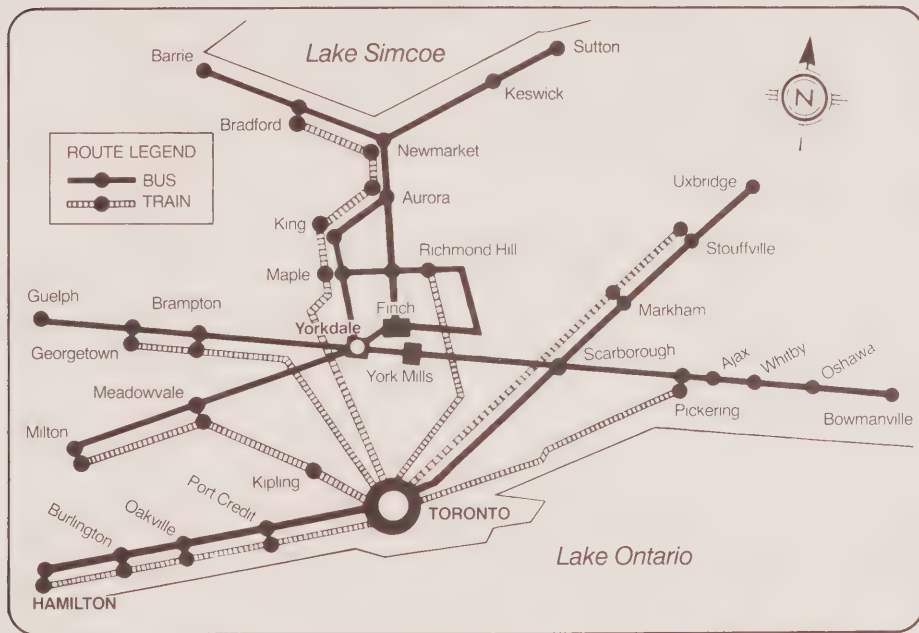 Lake Simcoe
Sutton
Barrie
Keswick
N
Bradford
Newmarket
ROUTE LEGEND
BUS
TRAIN
Uxbridge
Aurora
King
Richmond Hill
Stouffville
Maple
Guelph
Brampton
Finch
Markham
Yorkdale
Georgetown
York Mills
Scarborough
Ajax
Whitby
Oshawa
Meadowvale
Pickering
Bowmanville
Milton
Kipling
Port Credit
TORONTO
Oakville
Burlington
Lake Ontario
HAMILTON